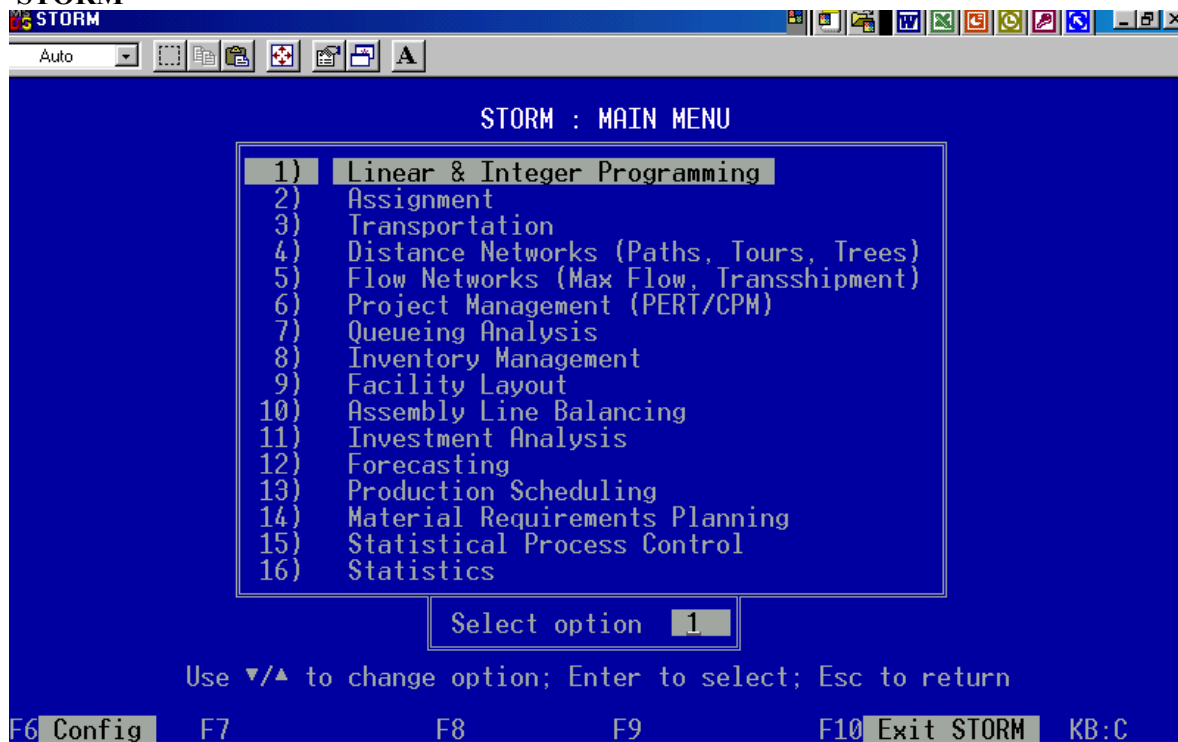 STORM
STORM
Auto
A
STORM : MAIN MENU
1) Linear & Integer Programming
2) Assignment
3) Transportation
4) Distance Networks (Paths, Tours, Trees)
5) Flow Networks (Max Flow, Transshipment)
6) Project Management (PERT/CPM)
7) Queueing Analysis
8) Inventory Management
9) Facility Layout
10) Assembly Line Balancing
11) Investment Analysis
12) Forecasting
13) Production Scheduling
14) Material Requirements Planning
15) Statistical Process Control
16) Statistics
Select option 1
Use ▼/▲ to change option; Enter to select; Esc to return
F6 Config F7 F8 F9 F10 Exit STORM KB:C